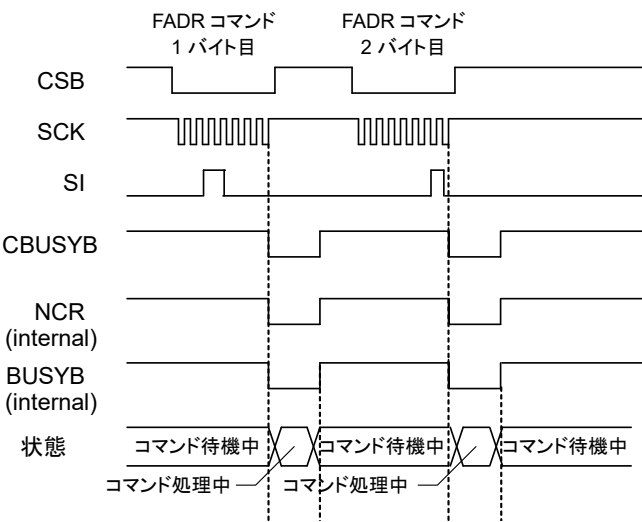 FADR コマンド
1 バイト目
FADR コマンド
2 バイト目
CSB
SCK
SI
CBUSYB
NCR
(internal)
BUSYB
(internal)
状態
コマンド待機中
コマンド待機中
コマンド待機中
コマンド処理中
コマンド処理中